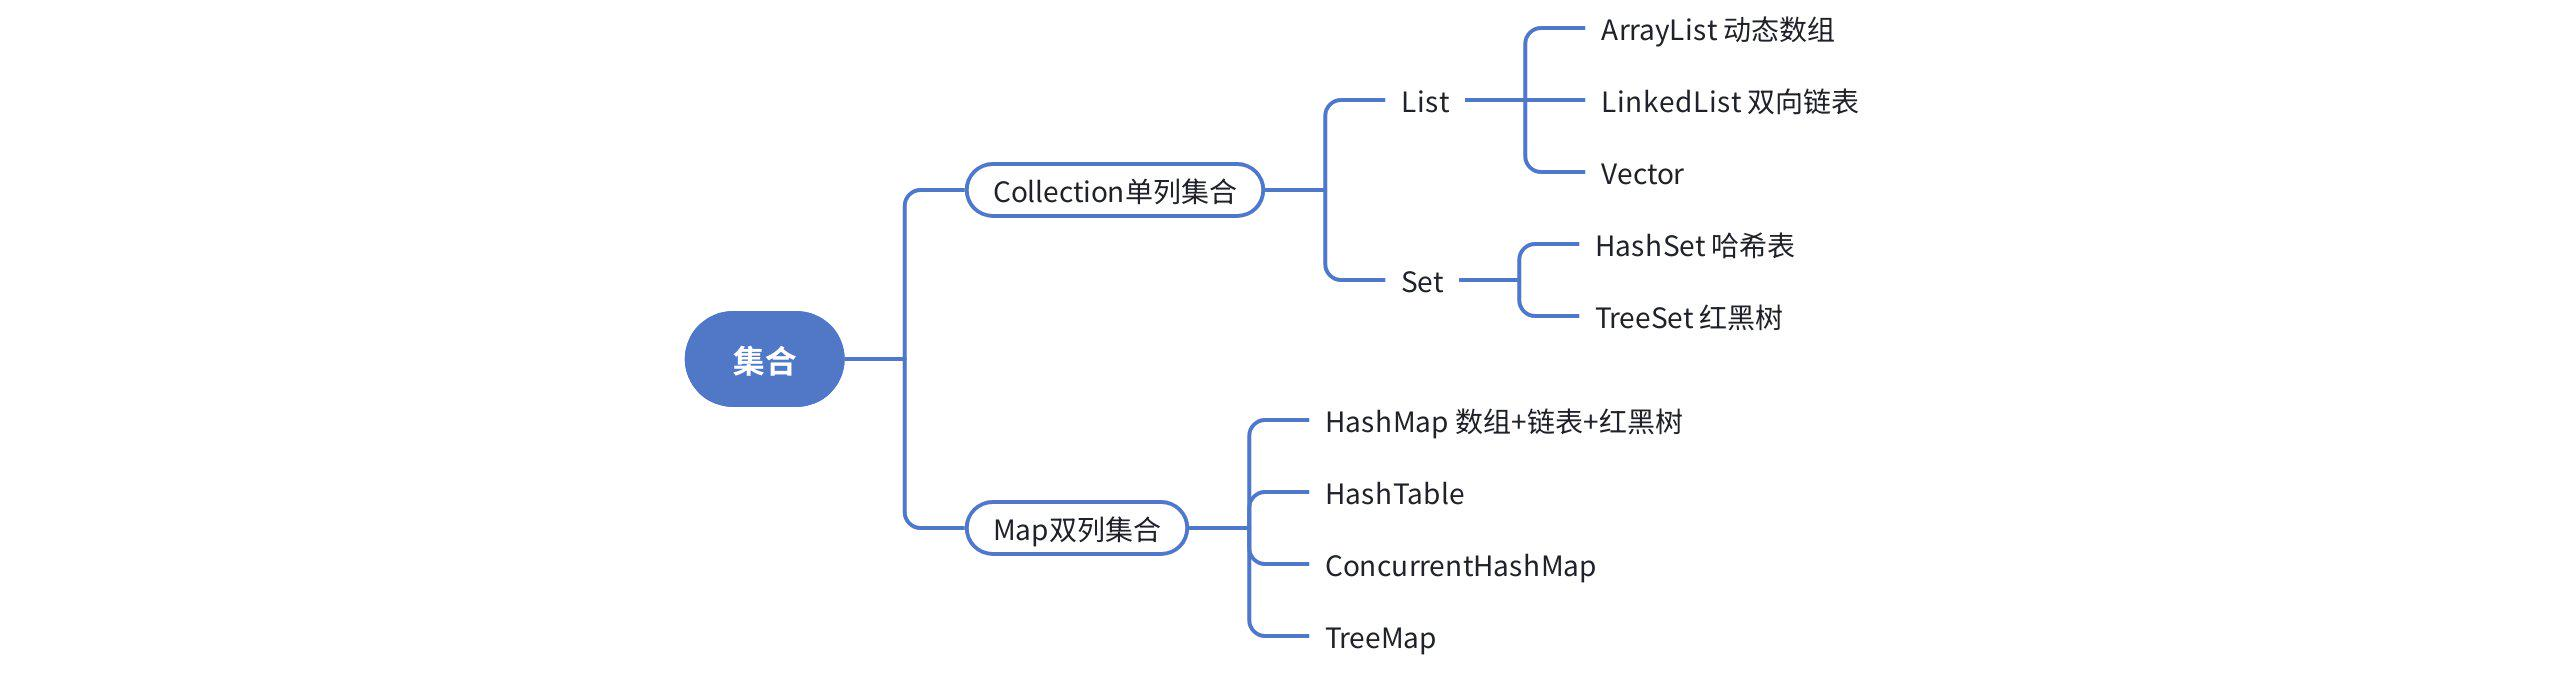 集合
Collection单列集合
List
ArrayList 动态数组
LinkedList 双向链表
Vector
Set
HashSet 哈希表
TreeSet 红黑树
Map双列集合
HashMap 数组+链表+红黑树
HashTable
ConcurrentHashMap
TreeMap